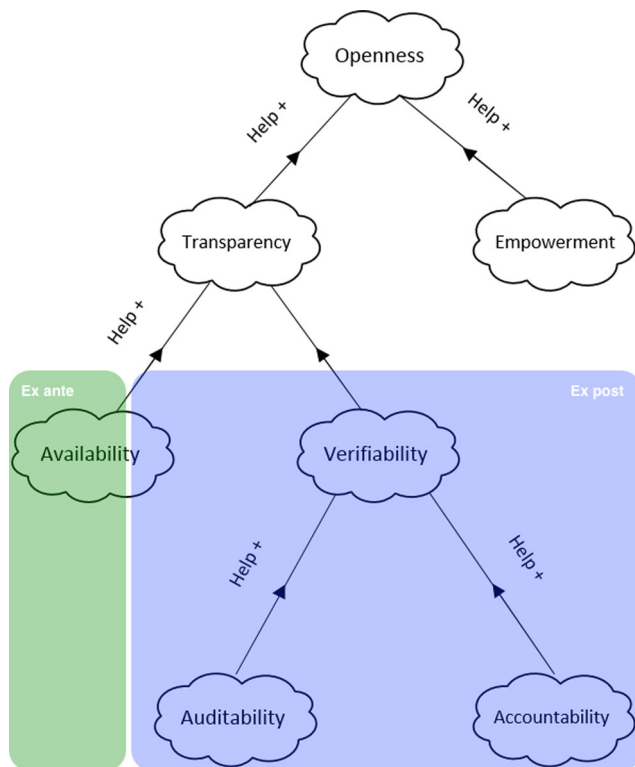 Openness
Help +
Help +
Transparency
Empowerment
Help +
Ex ante
Ex post
Availability
Verifiability
Help +
Help +
Auditability
Accountability